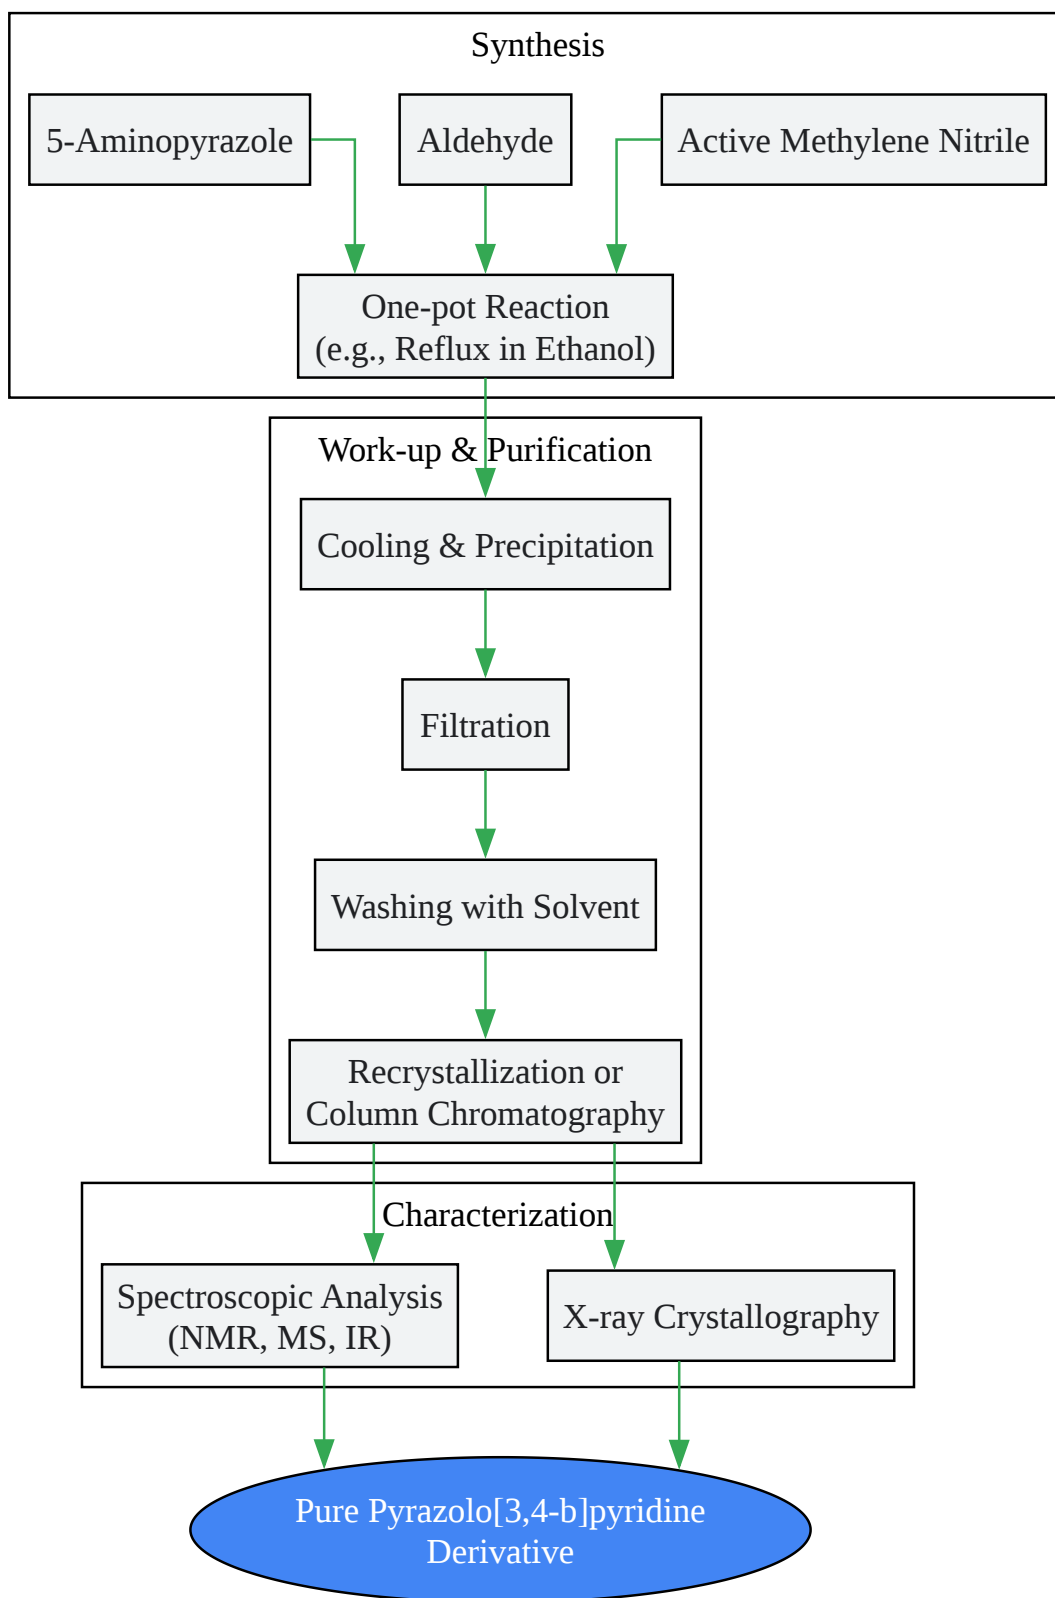 Synthesis
5-Aminopyrazole
Aldehyde
Active Methylene Nitrile
One-pot Reaction
(e.g., Reflux in Ethanol)
Work-up & Purification
Cooling & Precipitation
Filtration
Washing with Solvent
Recrystallization or
Column Chromatography
Characterization
Spectroscopic Analysis
(NMR, MS, IR)
X-ray Crystallography
Pure Pyrazolo[3,4-b]pyridine
Derivative